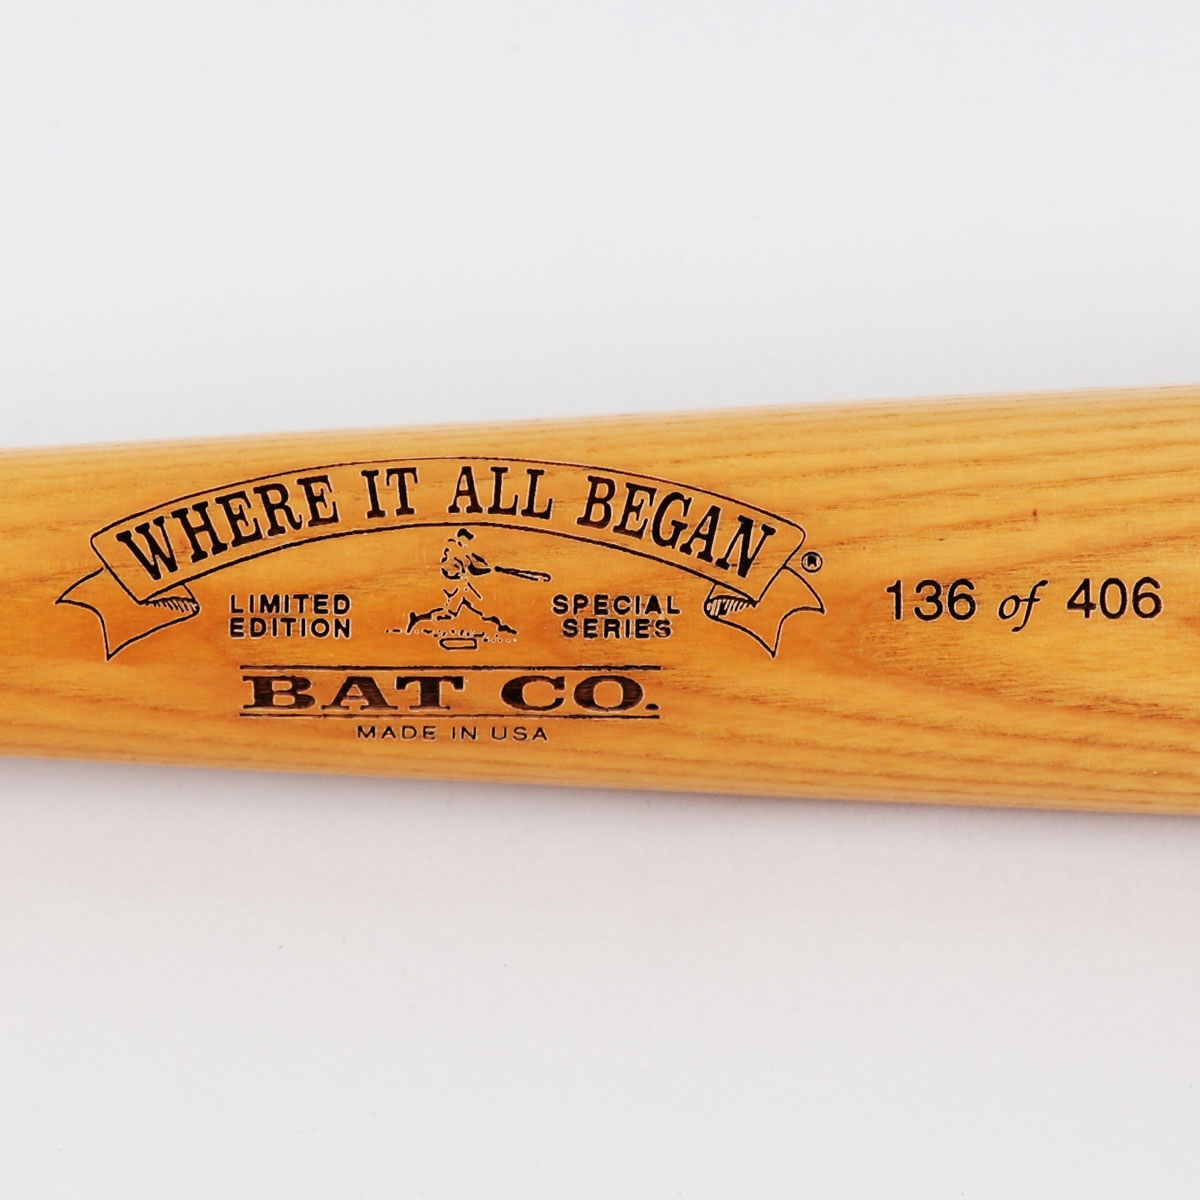 WHERE IT ALL BEGAN ®
LIMITED
EDITION
SPECIAL
SERIES
BAT CO.
MADE IN USA
136 of 406